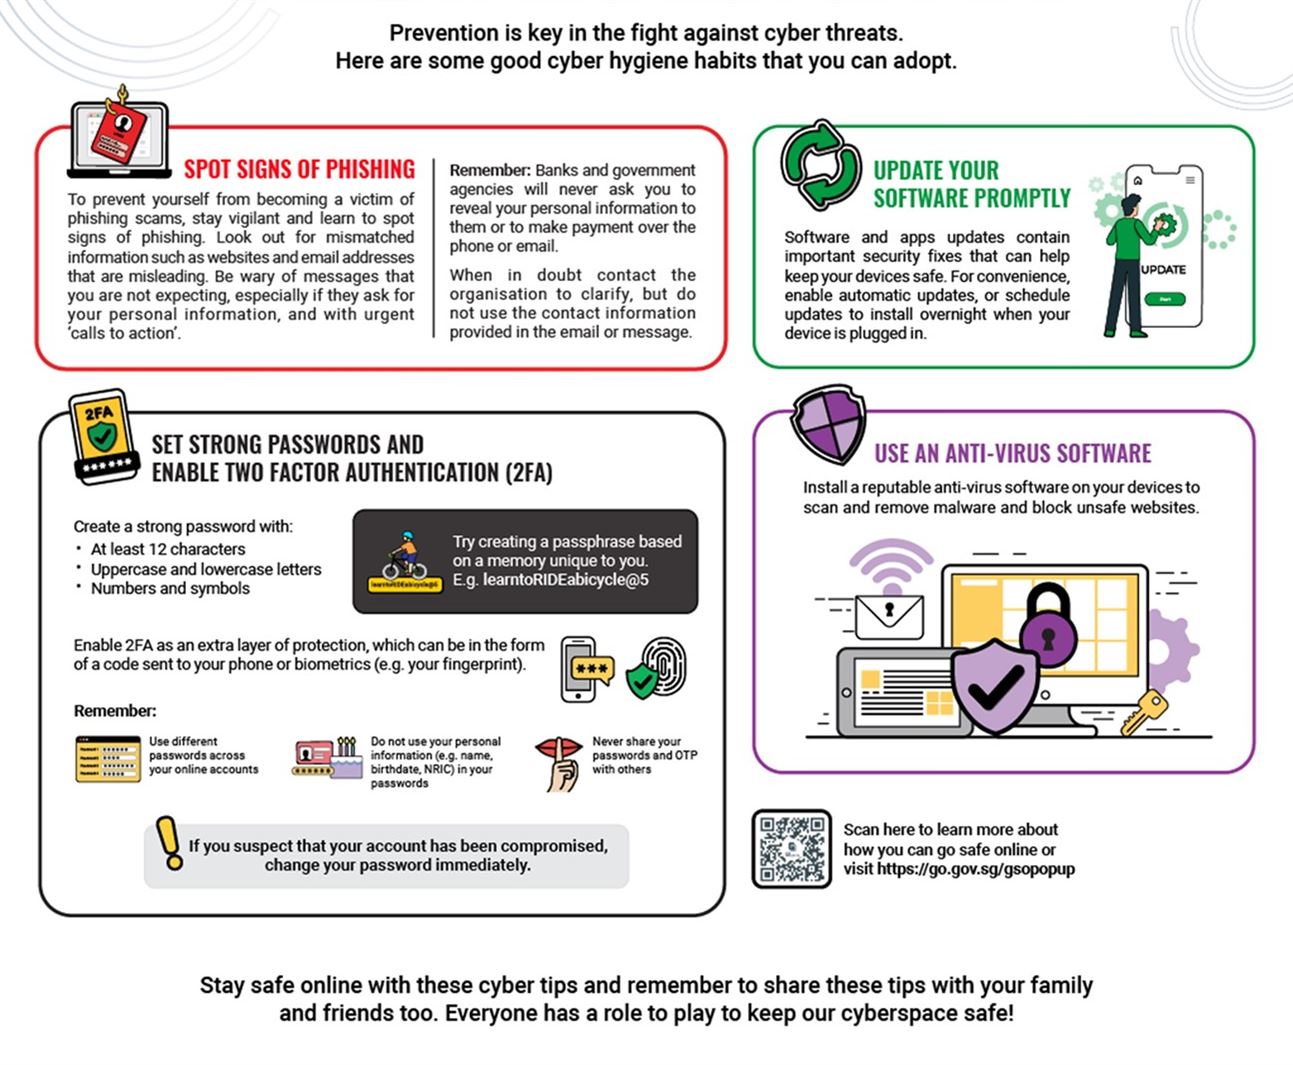 Prevention is key in the fight against cyber threats.
Here are some good cyber hygiene habits that you can adopt.
SPOT SIGNS OF PHISHING
To prevent yourself from becoming a victim of
phishing scams, stay vigilant and learn to spot
signs of phishing. Look out for mismatched
information such as websites and email addresses
that are misleading. Be wary of messages that
you are not expecting, especially if they ask for
your personal information, and with urgent
'calls to action'.
Remember: Banks and government
agencies will never ask you to
reveal your personal information to
them or to make payment over the
phone or email.
When in doubt contact the
organisation to clarify, but do
not use the contact information
provided in the email or message.
UPDATE YOUR
SOFTWARE PROMPTLY
Software and apps updates contain
important security fixes that can help
keep your devices safe. For convenience,
enable automatic updates, or schedule
updates to install overnight when your
device is plugged in.
UPDATE
Start
2FA
******
SET STRONG PASSWORDS AND
ENABLE TWO FACTOR AUTHENTICATION (2FA)
Create a strong password with:
• At least 12 characters
• Uppercase and lowercase letters
• Numbers and symbols
learntoRIDEabicycle@5
Try creating a passphrase based
on a memory unique to you.
E.g. learntoRIDEabicycle@5
Enable 2FA as an extra layer of protection, which can be in the form
of a code sent to your phone or biometrics (e.g. your fingerprint).
***
Remember:
Use different
passwords across
your online accounts
Do not use your personal
information (e.g. name,
birthdate, NRIC) in your
passwords
Never share your
passwords and OTP
with others
If you suspect that your account has been compromised,
change your password immediately.
USE AN ANTI-VIRUS SOFTWARE
Install a reputable anti-virus software on your devices to
scan and remove malware and block unsafe websites.
Scan here to learn more about
how you can go safe online or
visit https://go.gov.sg/gsopopup
Stay safe online with these cyber tips and remember to share these tips with your family
and friends too. Everyone has a role to play to keep our cyberspace safe!